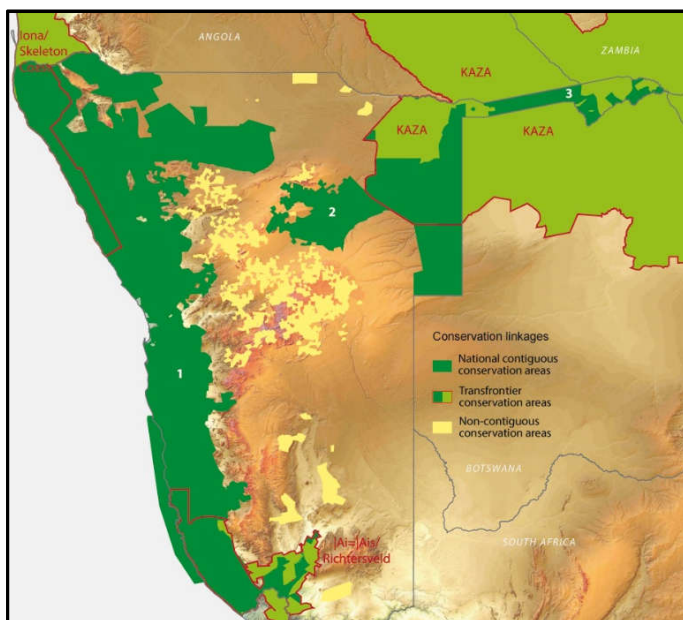 Iona/
Skeleton
Coast
ANGOLA
ZAMBIA
KAZA
KAZA
KAZA
3
2
1
Conservation linkages
National contiguous
conservation areas
Transfrontier
conservation areas
Non-contiguous
conservation areas
BOTSWANA
SOUTH AFRICA
|Ai=|Ais/
Richtersveld